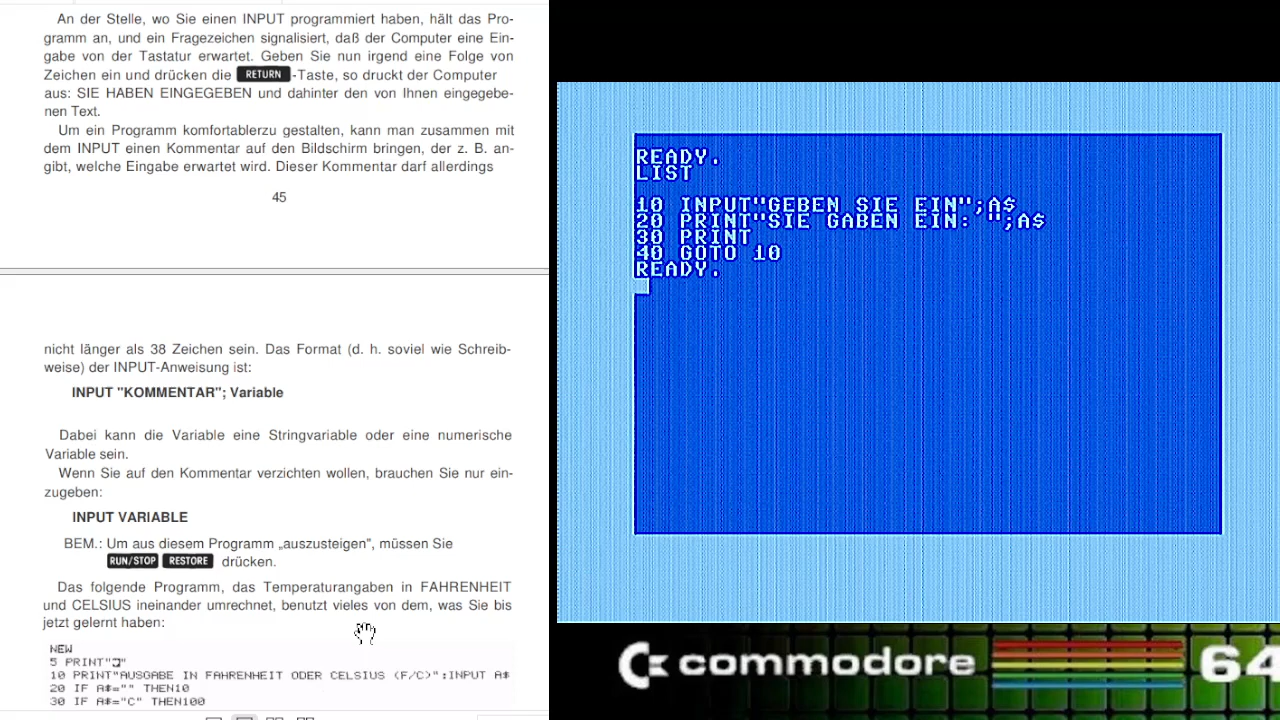 An der Stelle, wo Sie einen INPUT programmiert haben, hält das Pro-
gramm an, und ein Fragezeichen signalisiert, daß der Computer eine Ein-
gabe von der Tastatur erwartet. Geben Sie nun irgend eine Folge von
Zeichen ein und drücken die RETURN -Taste, so druckt der Computer
aus: SIE HABEN EINGEGEBEN und dahinter den von Ihnen eingegebe-
nen Text.
Um ein Programm komfortablerzu gestalten, kann man zusammen mit
dem INPUT einen Kommentar auf den Bildschirm bringen, der z. B. an-
gibt, welche Eingabe erwartet wird. Dieser Kommentar darf allerdings
45
nicht länger als 38 Zeichen sein. Das Format (d. h. soviel wie Schreib-
weise) der INPUT-Anweisung ist:
INPUT "KOMMENTAR"; Variable
Dabei kann die Variable eine Stringvariable oder eine numerische
Variable sein.
Wenn Sie auf den Kommentar verzichten wollen, brauchen Sie nur ein-
zugeben:
INPUT VARIABLE
BEM.: Um aus diesem Programm „auszusteigen", müssen Sie
RUN/STOP RESTORE drücken.
Das folgende Programm, das Temperaturangaben in FAHRENHEIT
und CELSIUS ineinander umrechnet, benutzt vieles von dem, was Sie bis
jetzt gelernt haben:
NEW
5 PRINT""
10 PRINT"AUSGABE IN FAHRENHEIT ODER CELSIUS (F/C)":INPUT A$
20 IF A$="" THEN10
30 IF A$="C" THEN100
READY.
LIST
10 INPUT"GEBEN SIE EIN";A$
20 PRINT"SIE GABEN EIN: ";A$
30 PRINT
40 GOTO 10
READY.
commodore 64